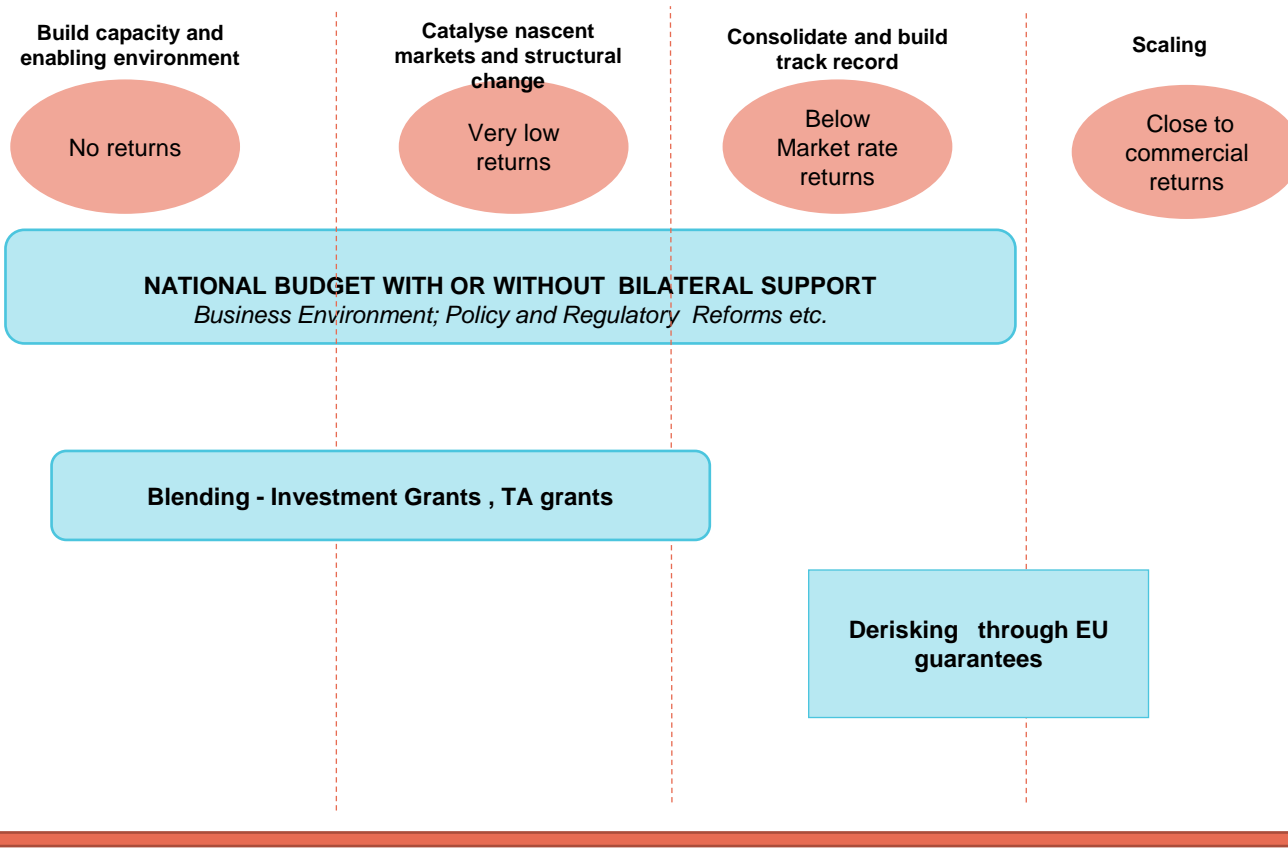 Build capacity and
enabling environment
Catalyse nascent
markets and structural
change
Consolidate and build
track record
Scaling
No returns
Very low
returns
Below
Market rate
returns
Close to
commercial
returns
NATIONAL BUDGET WITH OR WITHOUT BILATERAL SUPPORT
Business Environment; Policy and Regulatory Reforms etc.
Blending - Investment Grants , TA grants
Derisking through EU
guarantees